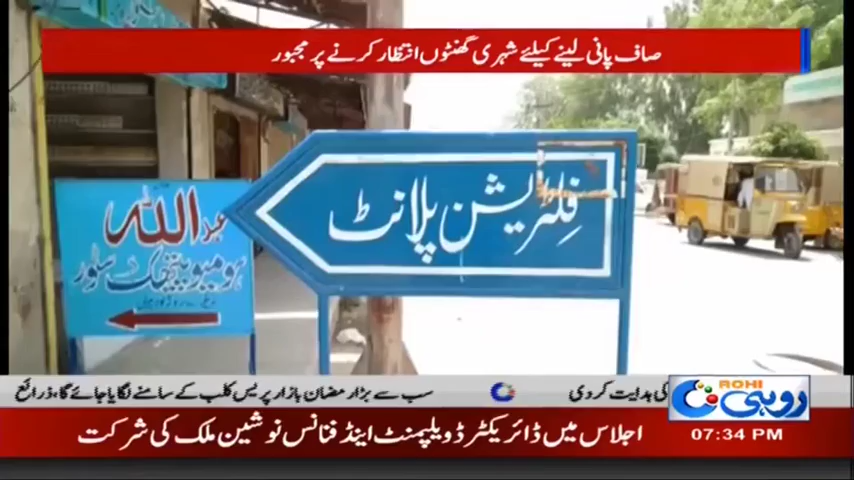 صاف پانی لینے کیلئے شہری گھنٹوں انتظار کرنے پر مجبور
فلٹریشن پلانٹ
عبداللہ
ہومیوپیتھک سٹور
کی ہدایت کردی
سب سے بڑا رمضان بازار پریس کلب کے سامنے لگایا جائے گا، ذرائع
ROHI
روہی
07:34 PM
اجلاس میں ڈائریکٹر ڈویلپمنٹ اینڈ فنانس نوشین ملک کی شرکت